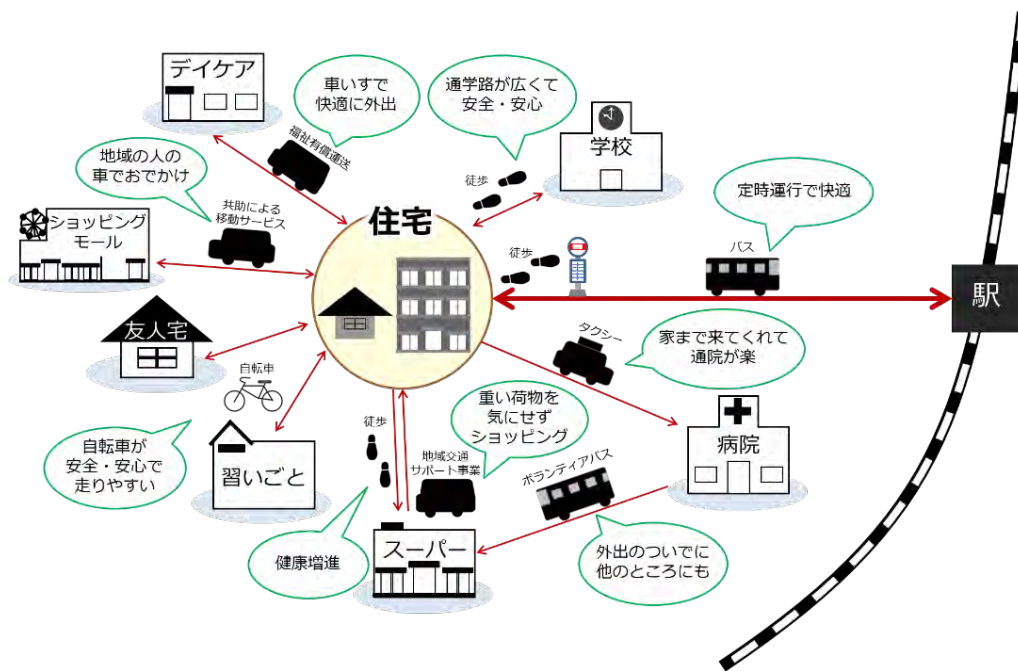 デイケア
車いすで
快適に外出
通学路が広くて
安全・安心
福祉有償運送
学校
地域の人の
車でおでかけ
徒歩
定時運行で快適
共助による
移動サービス
ショッピング
モール
住宅
徒歩
バス
駅
友人宅
タクシー
家まで来てくれて
通院が楽
自転車
重い荷物を
気にせず
ショッピング
病院
自転車が
安全・安心で
走りやすい
習いごと
徒歩
地域交通
サポート事業
ボランティアバス
スーパー
健康増進
外出のついでに
他のところにも